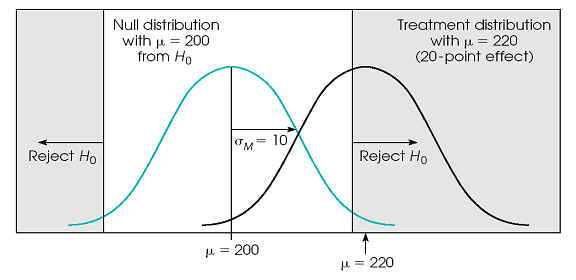 Null distribution
with μ = 200
from H₀
Treatment distribution
with μ = 220
(20-point effect)
Reject H₀
σ_M = 10
Reject H₀
μ = 200
μ = 220